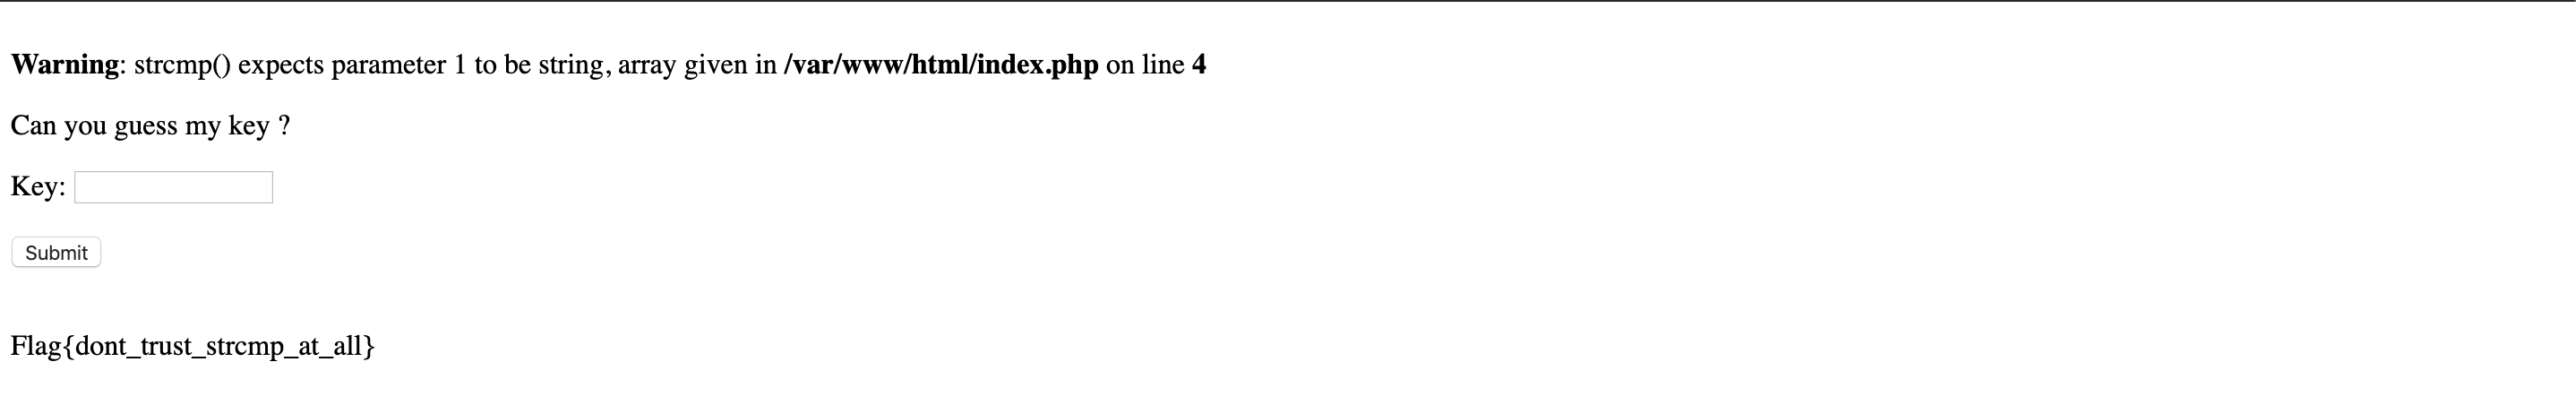 Warning: strcmp() expects parameter 1 to be string, array given in /var/www/html/index.php on line 4
Can you guess my key ?
Key:
Submit
Flag{dont_trust_strcmp_at_all}